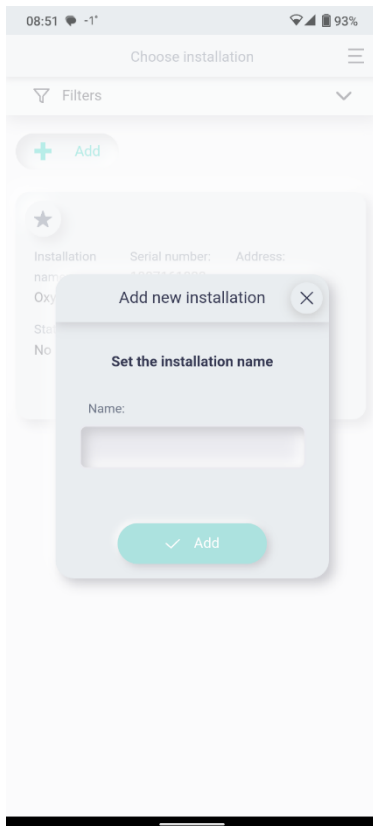 08:51 -1° 93%
Choose installation
Filters
Add
Installation Serial number: Address:
Add new installation
No
Set the installation name
Name:
Add